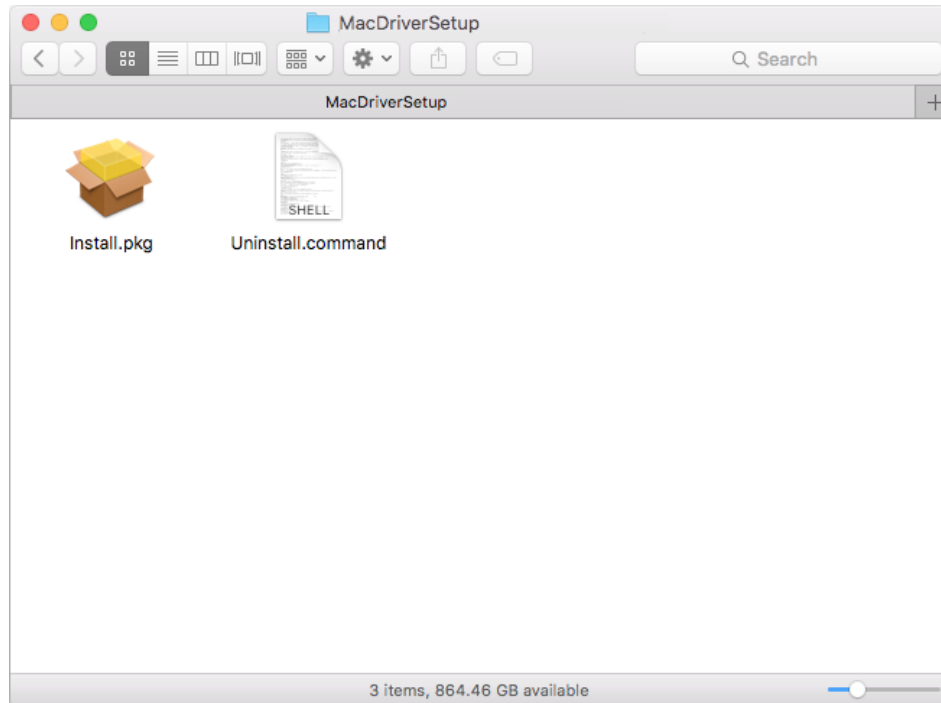 MacDriverSetup
Search
MacDriverSetup
SHELL
Install.pkg
Uninstall.command
3 items, 864.46 GB available